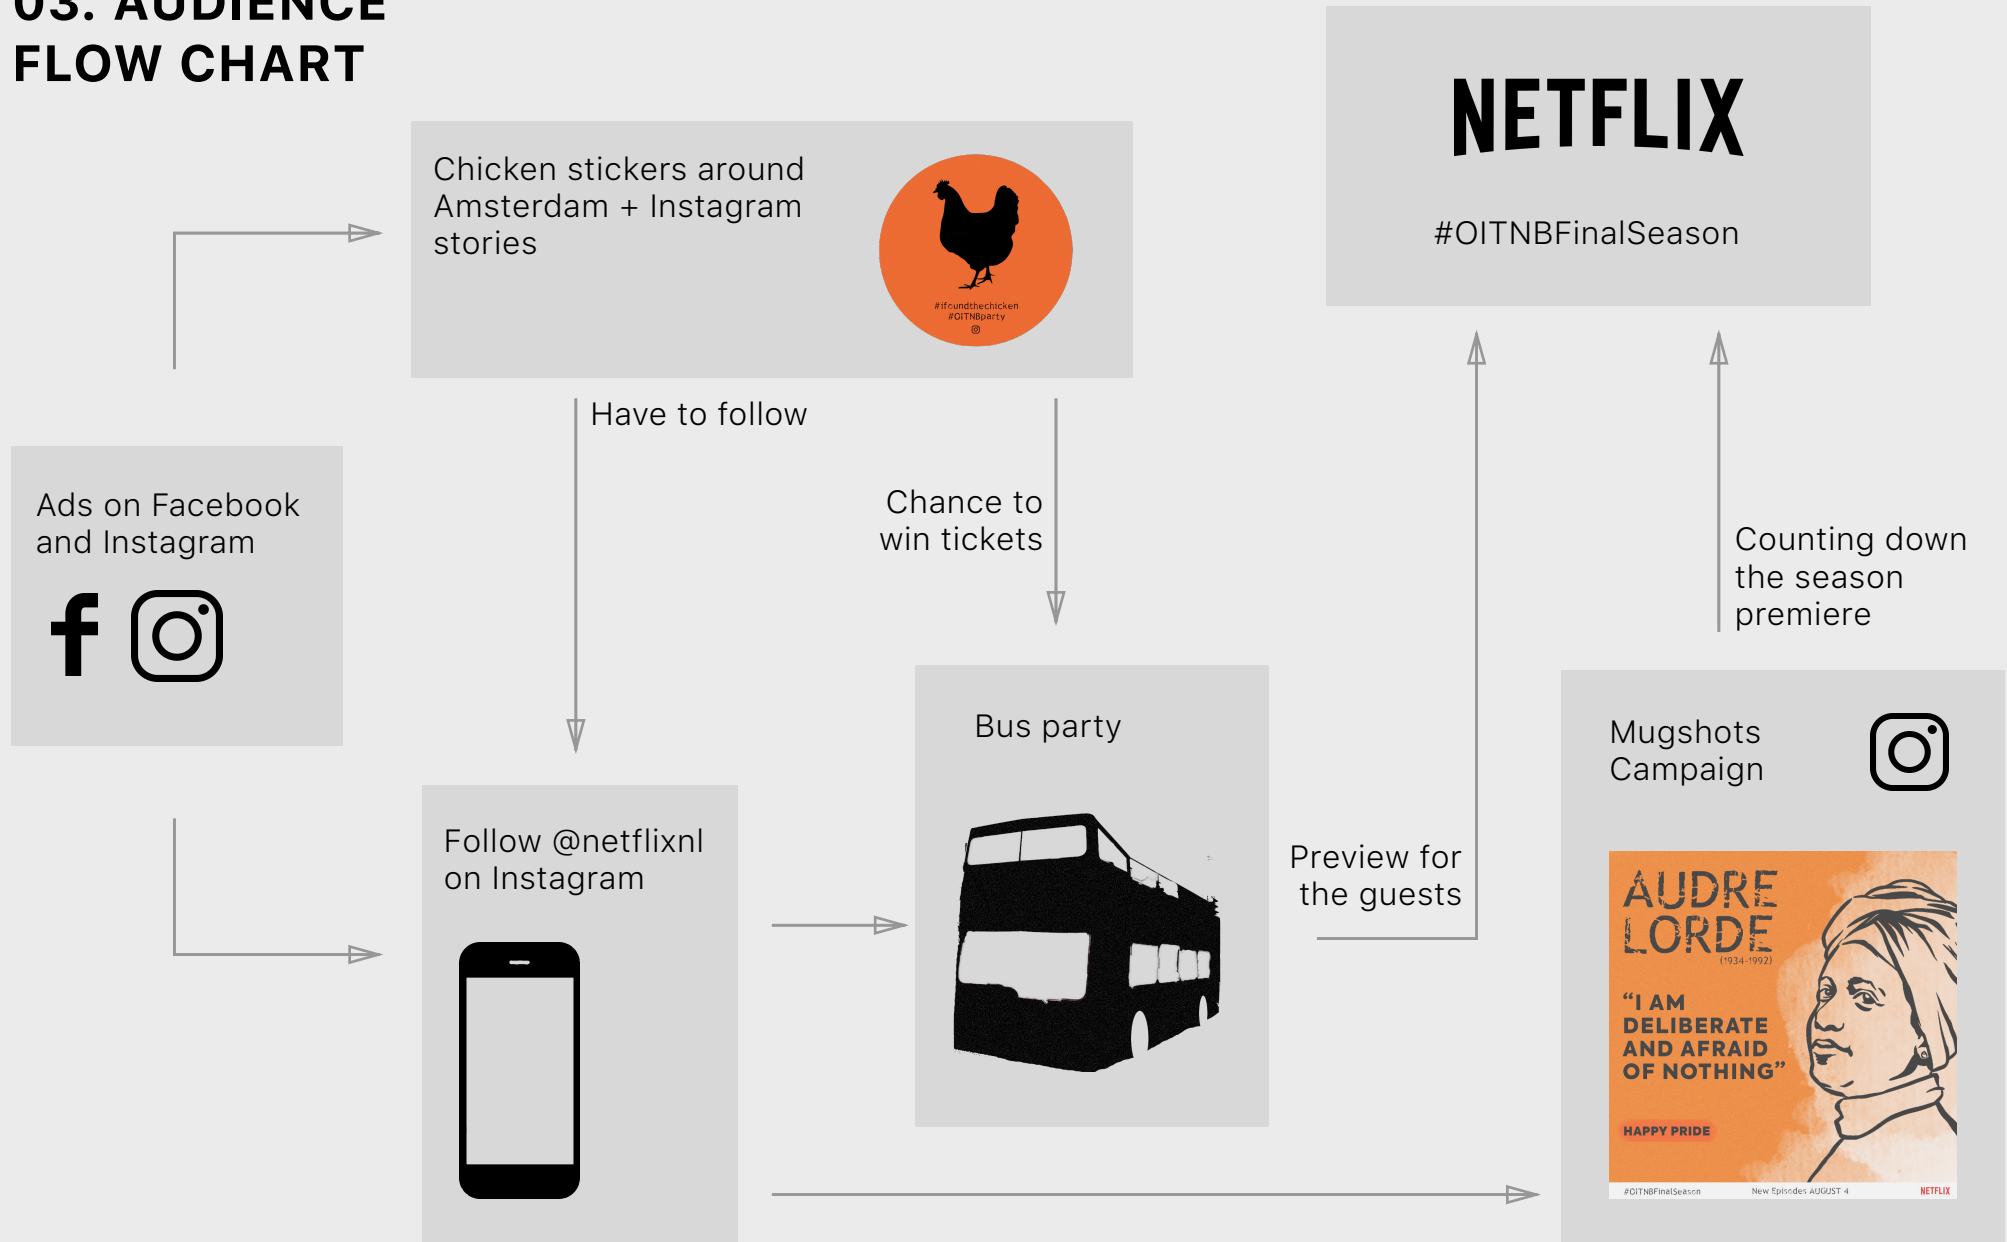 03. AUDIENCE
FLOW CHART
Chicken stickers around
Amsterdam + Instagram
stories
#ifoundthechicken
#OITNBparty
NETFLIX
#OITNBFinalSeason
Have to follow
Chance to
win tickets
Ads on Facebook
and Instagram
Counting down
the season
premiere
Bus party
Mugshots
Campaign
Follow @netflixnl
on Instagram
Preview for
the guests
AUDRE
LORDE
(1934-1992)
“I AM
DELIBERATE
AND AFRAID
OF NOTHING”
HAPPY PRIDE
#OITNBFinalSeason New Episodes AUGUST 4 NETFLIX